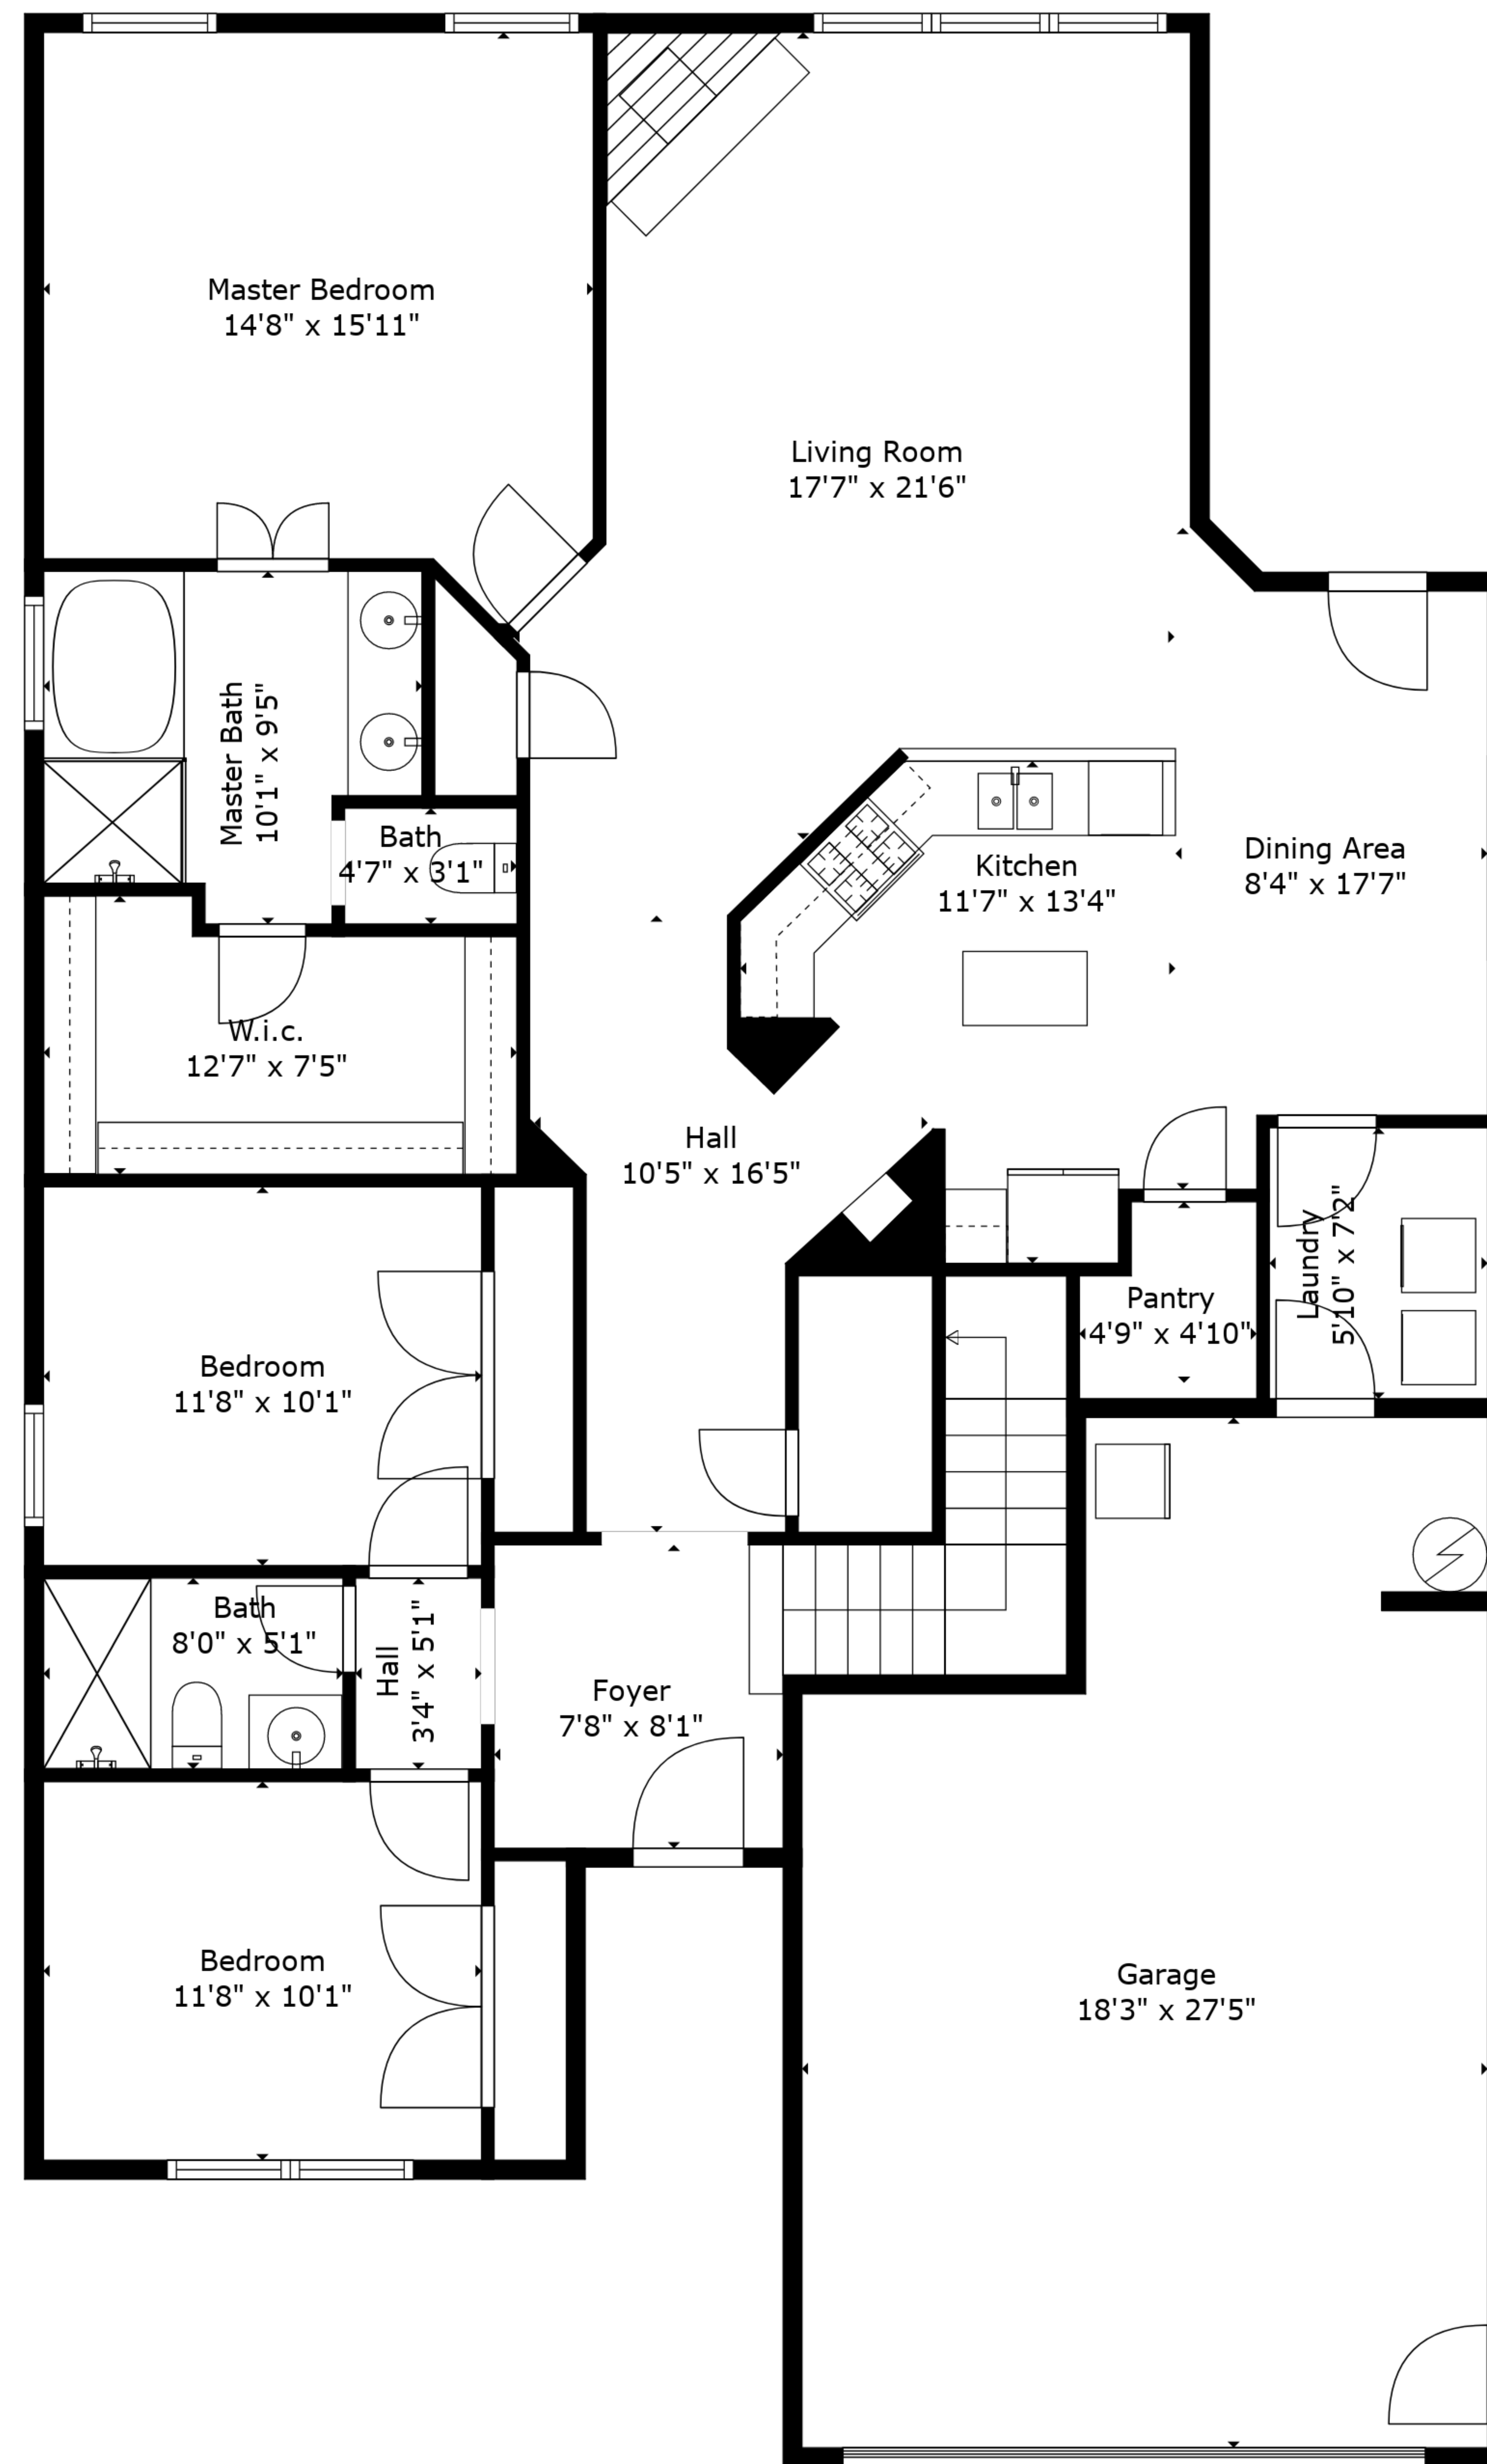 Master Bedroom
14'8" x 15'11"
Living Room
17'7" x 21'6"
Master Bath
10'1" x 9'5"
Bath
4'7" x 3'1"
Kitchen
11'7" x 13'4"
Dining Area
8'4" x 17'7"
W.i.c.
12'7" x 7'5"
Hall
10'5" x 16'5"
Laundry
5'10" x 7'2"
Pantry
4'9" x 4'10"
Bedroom
11'8" x 10'1"
Bath
8'0" x 5'1"
Hall
3'4" x 5'1"
Foyer
7'8" x 8'1"
Bedroom
11'8" x 10'1"
Garage
18'3" x 27'5"